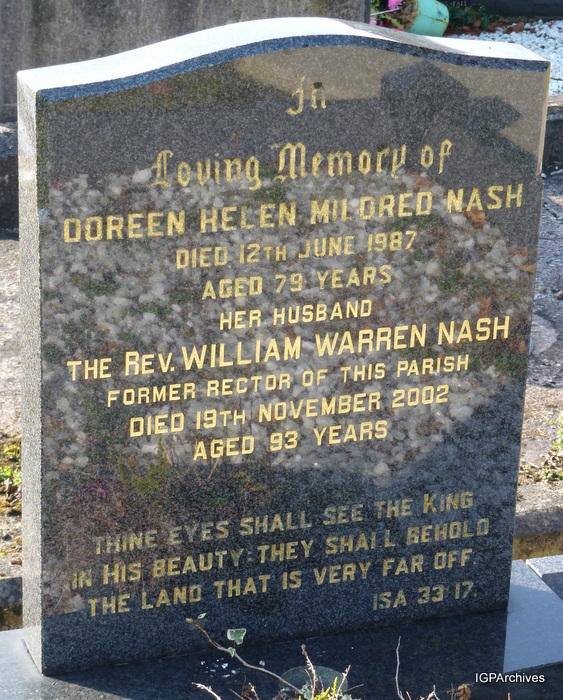 In
Loving Memory of
DOREEN HELEN MILDRED NASH
DIED 12TH JUNE 1987
AGED 79 YEARS
HER HUSBAND
THE REV. WILLIAM WARREN NASH
FORMER RECTOR OF THIS PARISH
DIED 19TH NOVEMBER 2002
AGED 93 YEARS
THINE EYES SHALL SEE THE KING
IN HIS BEAUTY: THEY SHALL BEHOLD
THE LAND THAT IS VERY FAR OFF.
ISA 33·17.
IGPArchives